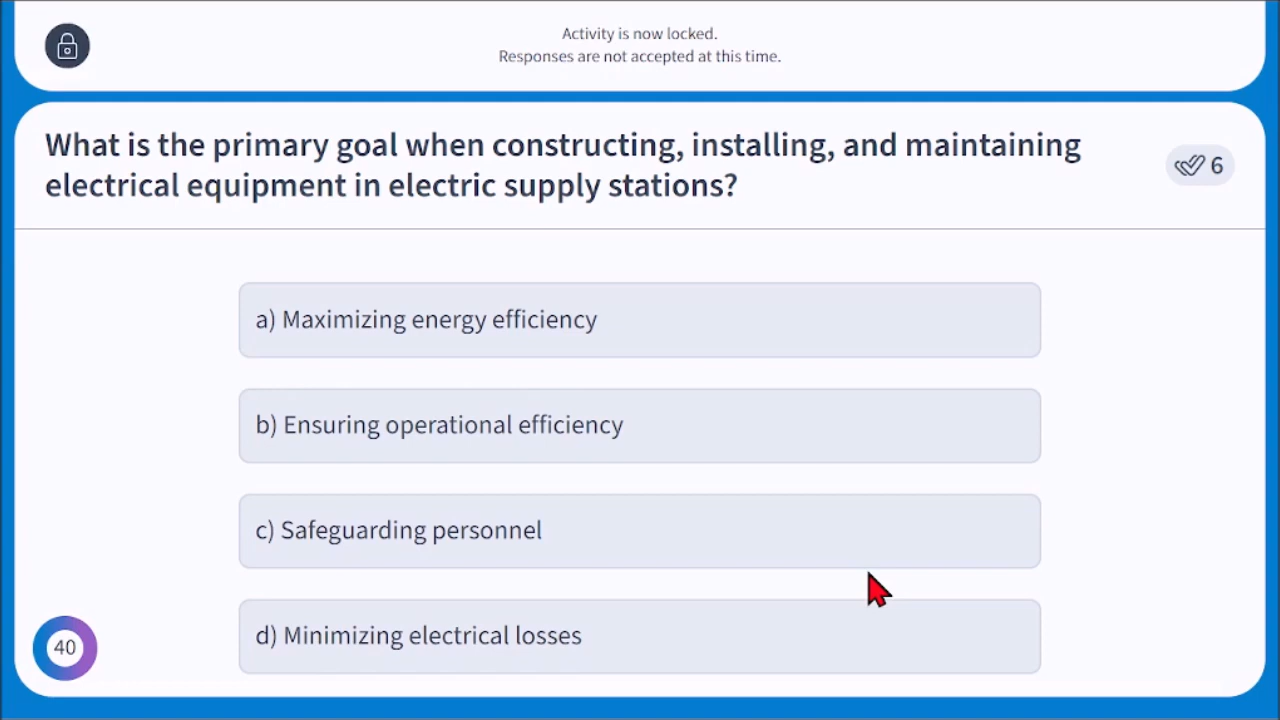 Activity is now locked.
Responses are not accepted at this time.
What is the primary goal when constructing, installing, and maintaining
electrical equipment in electric supply stations?
6
a) Maximizing energy efficiency
b) Ensuring operational efficiency
c) Safeguarding personnel
d) Minimizing electrical losses
40